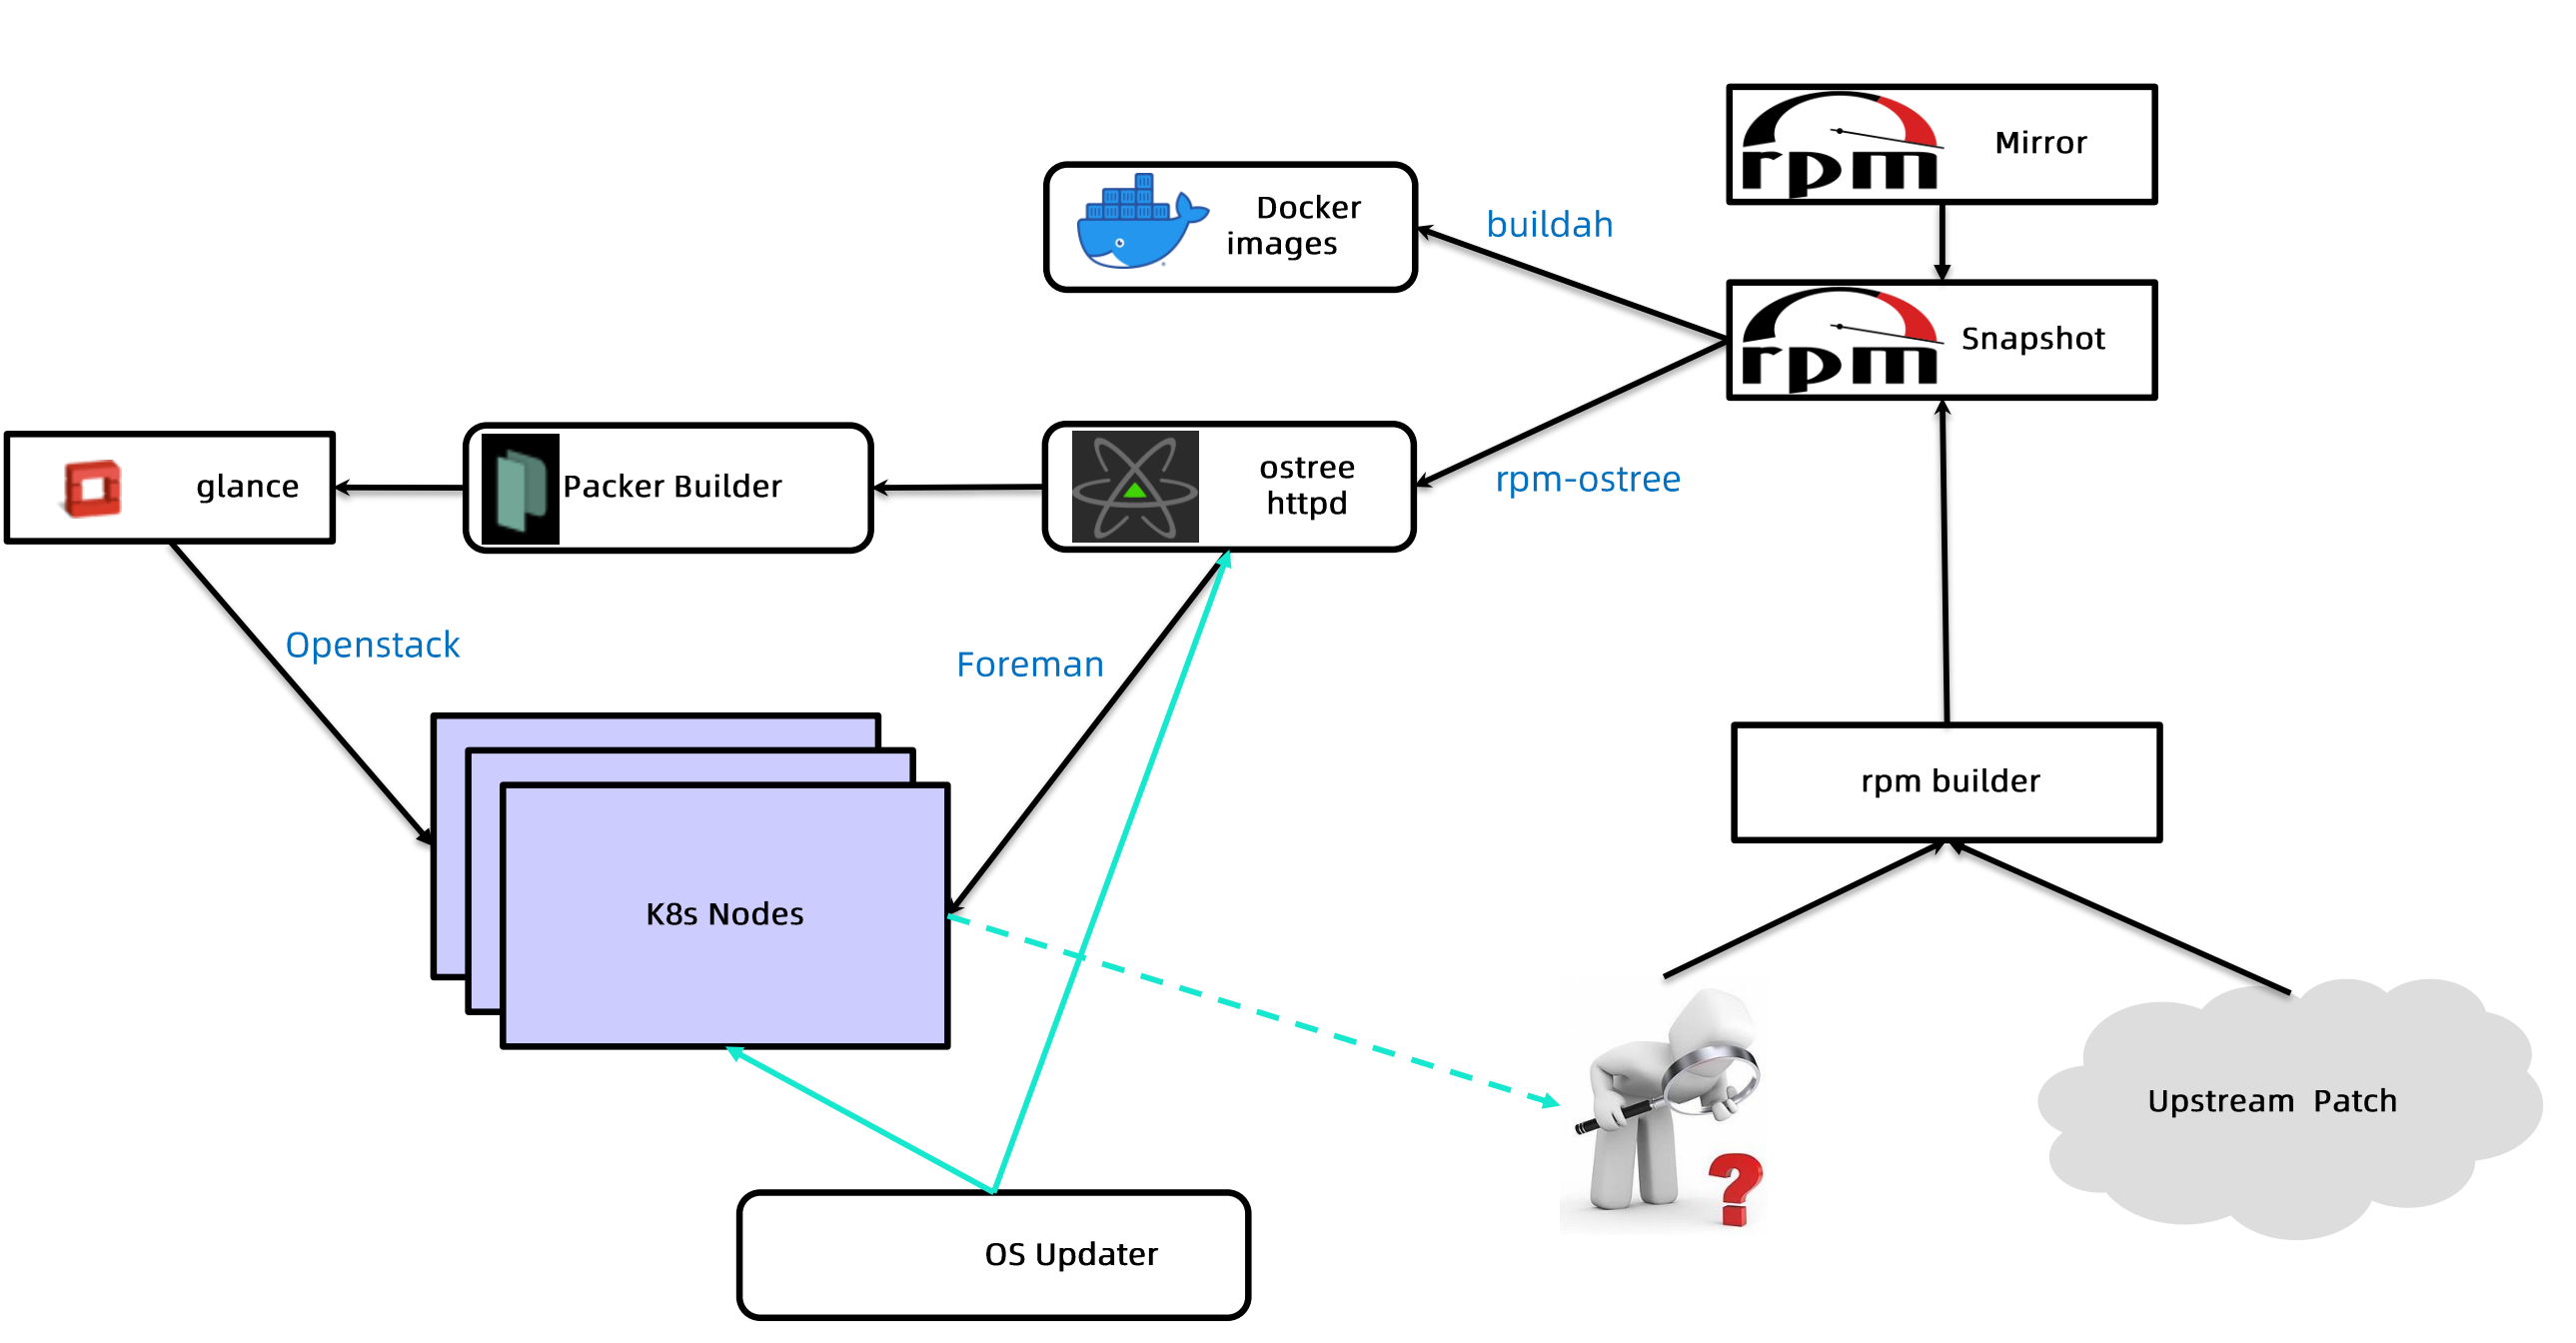 rpm
Mirror
Docker
images
buildah
rpm
Snapshot
glance
Packer Builder
ostree
httpd
rpm-ostree
Openstack
Foreman
rpm builder
K8s Nodes
Upstream  Patch
?
OS Updater